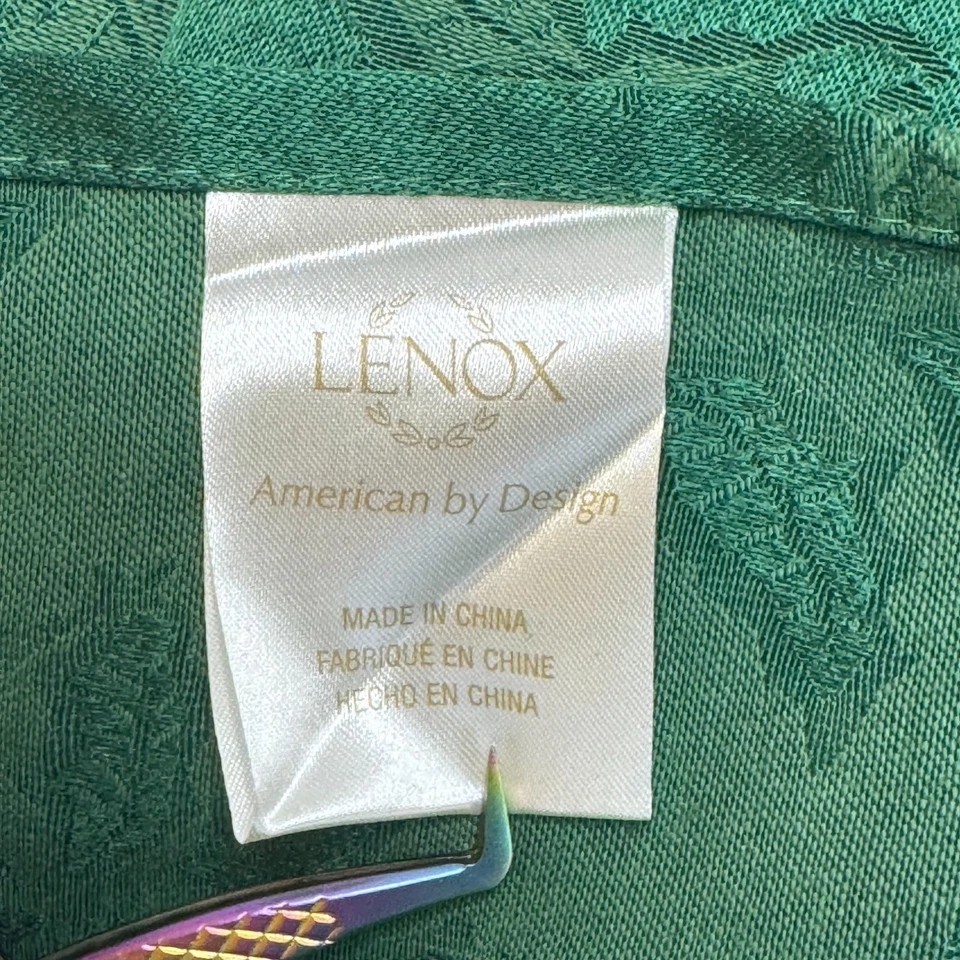 LENOX
American by Design
MADE IN CHINA
FABRIQUÉ EN CHINE
HECHO EN CHINA